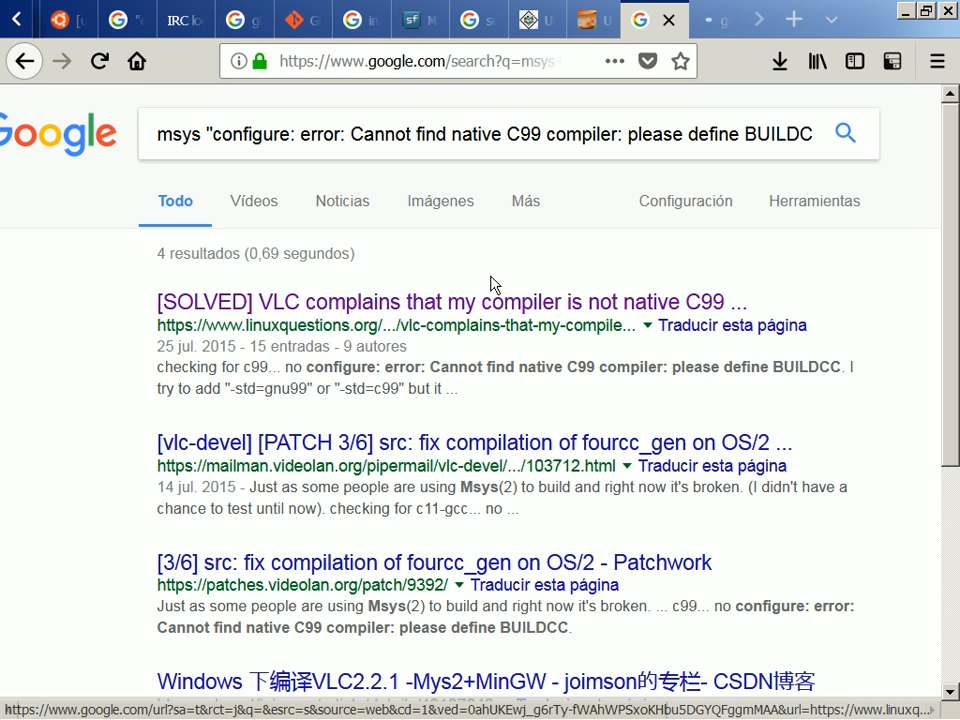 IRC lo
G
sf M
https://www.google.com/search?q=msys-
Google
msys "configure: error: Cannot find native C99 compiler: please define BUILDC
Todo Vídeos Noticias Imágenes Más Configuración Herramientas
4 resultados (0,69 segundos)
[SOLVED] VLC complains that my compiler is not native C99 ...
https://www.linuxquestions.org/.../vlc-complains-that-my-compile... Traducir esta página
25 jul. 2015 - 15 entradas - 9 autores
checking for c99... no configure: error: Cannot find native C99 compiler: please define BUILDCC. I
try to add "-std=gnu99" or "-std=c99" but it ...
[vlc-devel] [PATCH 3/6] src: fix compilation of fourcc_gen on OS/2 ...
https://mailman.videolan.org/pipermail/vlc-devel/.../103712.html Traducir esta página
14 jul. 2015 - Just as some people are using Msys(2) to build and right now it's broken. (I didn't have a
chance to test until now). checking for c11-gcc... no ...
[3/6] src: fix compilation of fourcc_gen on OS/2 - Patchwork
https://patches.videolan.org/patch/9392/ Traducir esta página
Just as some people are using Msys(2) to build and right now it's broken. ... c99... no configure: error:
Cannot find native C99 compiler: please define BUILDCC.
Windows 下编译VLC2.2.1 -Mys2+MinGW - joimson的专栏- CSDN博客
https://www.google.com/url?sa=t&rct=j&q=&esrc=s&source=web&cd=1&ved=0ahUKEwj_g6rTy-fWAhWPSxoKHbu5DGYQFggmMAA&url=https://www.linuxq...